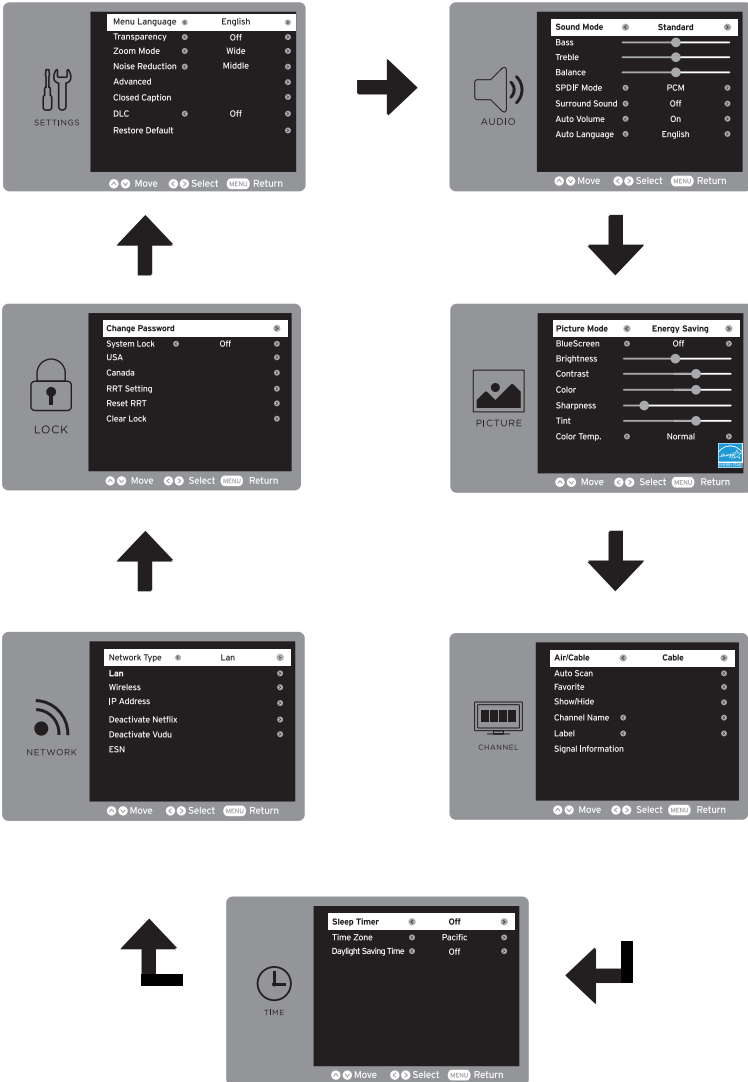 Menu Language English
Transparency Off
Zoom Mode Wide
Noise Reduction Middle
Advanced
Closed Caption
DLC Off
Restore Default
SETTINGS
Move Select MENU Return
Sound Mode Standard
Bass
Treble
Balance
SPDIF Mode PCM
Surround Sound Off
Auto Volume On
Auto Language English
AUDIO
Move Select MENU Return
Picture Mode Energy Saving
BlueScreen Off
Brightness
Contrast
Color
Sharpness
Tint
Color Temp. Normal
PICTURE
Move Select MENU Return
Air/Cable Cable
Auto Scan
Favorite
Show/Hide
Channel Name
Label
Signal Information
CHANNEL
Move Select MENU Return
Sleep Timer Off
Time Zone Pacific
Daylight Saving Time Off
TIME
Move Select MENU Return
Network Type Lan
Lan
Wireless
IP Address
Deactivate Netflix
Deactivate Vudu
ESN
NETWORK
Move Select MENU Return
Change Password
System Lock Off
USA
Canada
RRT Setting
Reset RRT
Clear Lock
LOCK
Move Select MENU Return